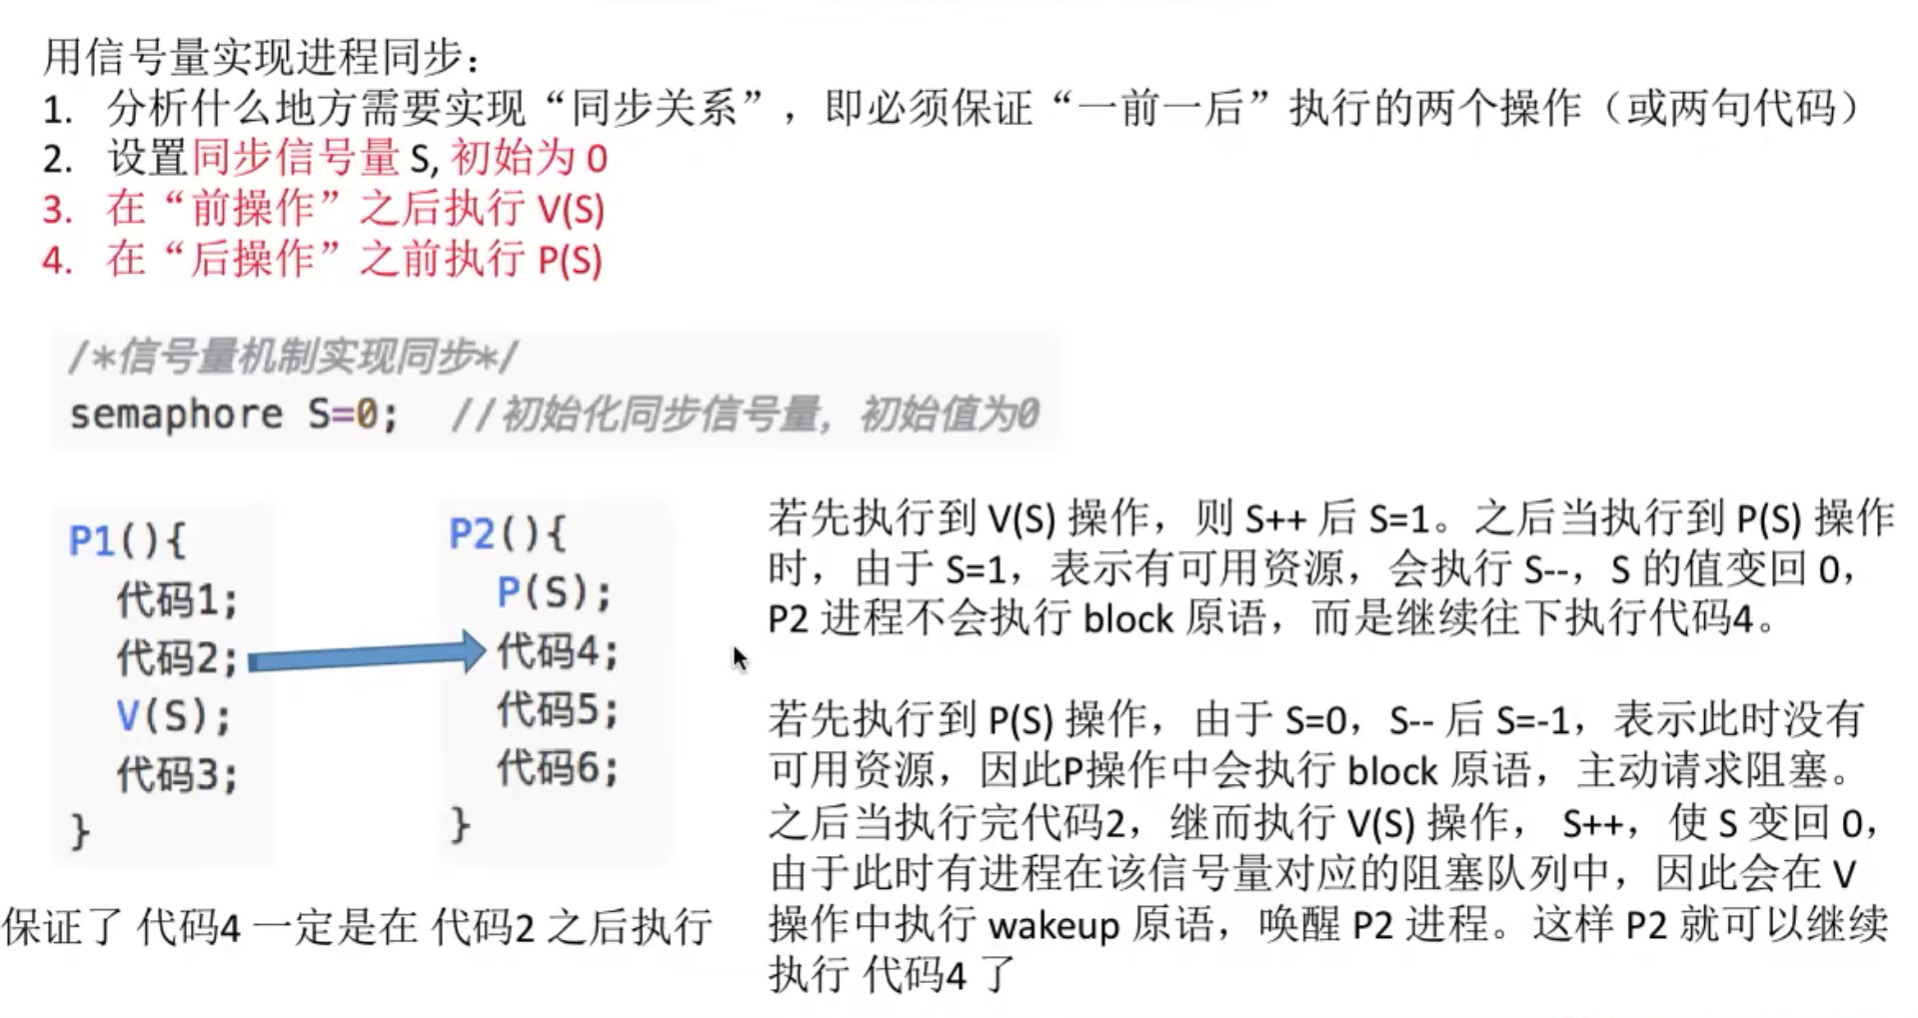 用信号量实现进程同步：
1. 分析什么地方需要实现“同步关系”，即必须保证“一前一后”执行的两个操作（或两句代码）
2. 设置同步信号量 S, 初始为 0
3. 在“前操作”之后执行 V(S)
4. 在“后操作”之前执行 P(S)
/*信号量机制实现同步*/
semaphore S=0; //初始化同步信号量，初始值为0
P1(){
代码1;
代码2;
V(S);
代码3;
}
P2(){
P(S);
代码4;
代码5;
代码6;
}
保证了 代码4 一定是在 代码2 之后执行
若先执行到 V(S) 操作，则 S++ 后 S=1。之后当执行到 P(S) 操作
时，由于 S=1，表示有可用资源，会执行 S--，S 的值变回 0，
P2 进程不会执行 block 原语，而是继续往下执行代码4。
若先执行到 P(S) 操作，由于 S=0，S-- 后 S=-1，表示此时没有
可用资源，因此P操作中会执行 block 原语，主动请求阻塞。
之后当执行完代码2，继而执行 V(S) 操作， S++，使 S 变回 0，
由于此时有进程在该信号量对应的阻塞队列中，因此会在 V
操作中执行 wakeup 原语，唤醒 P2 进程。这样 P2 就可以继续
执行 代码4 了